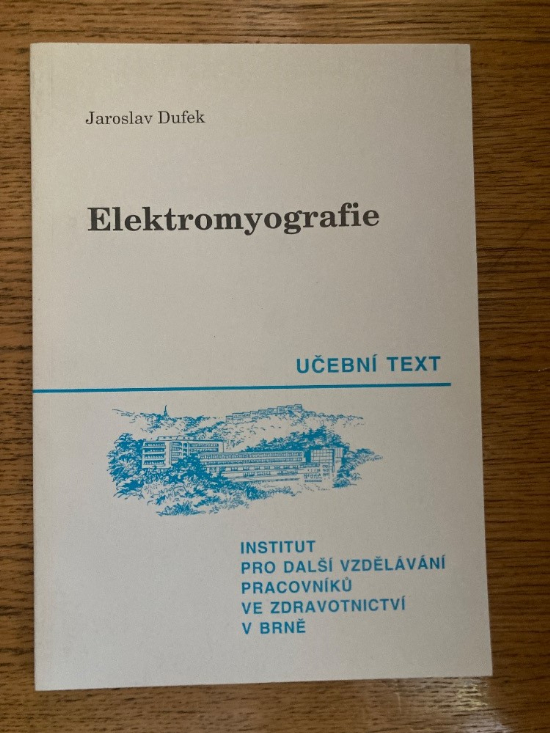 Jaroslav Dufek
Elektromyografie
UČEBNÍ TEXT
INSTITUT
PRO DALŠÍ VZDĚLÁVÁNÍ
PRACOVNÍKŮ
VE ZDRAVOTNICTVÍ
V BRNĚ